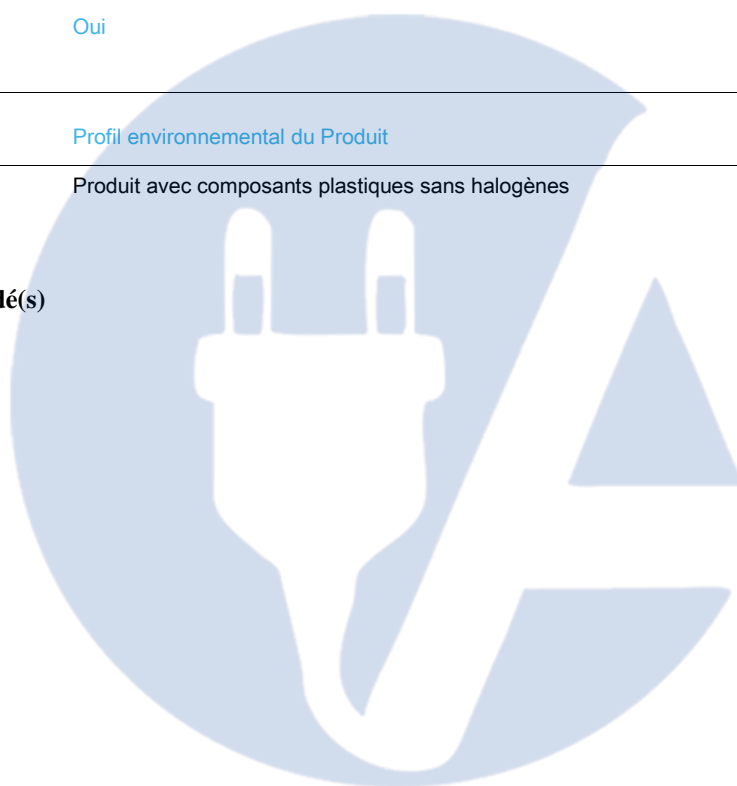 Oui
Profil environnemental du Produit
Produit avec composants plastiques sans halogènes
lé(s)